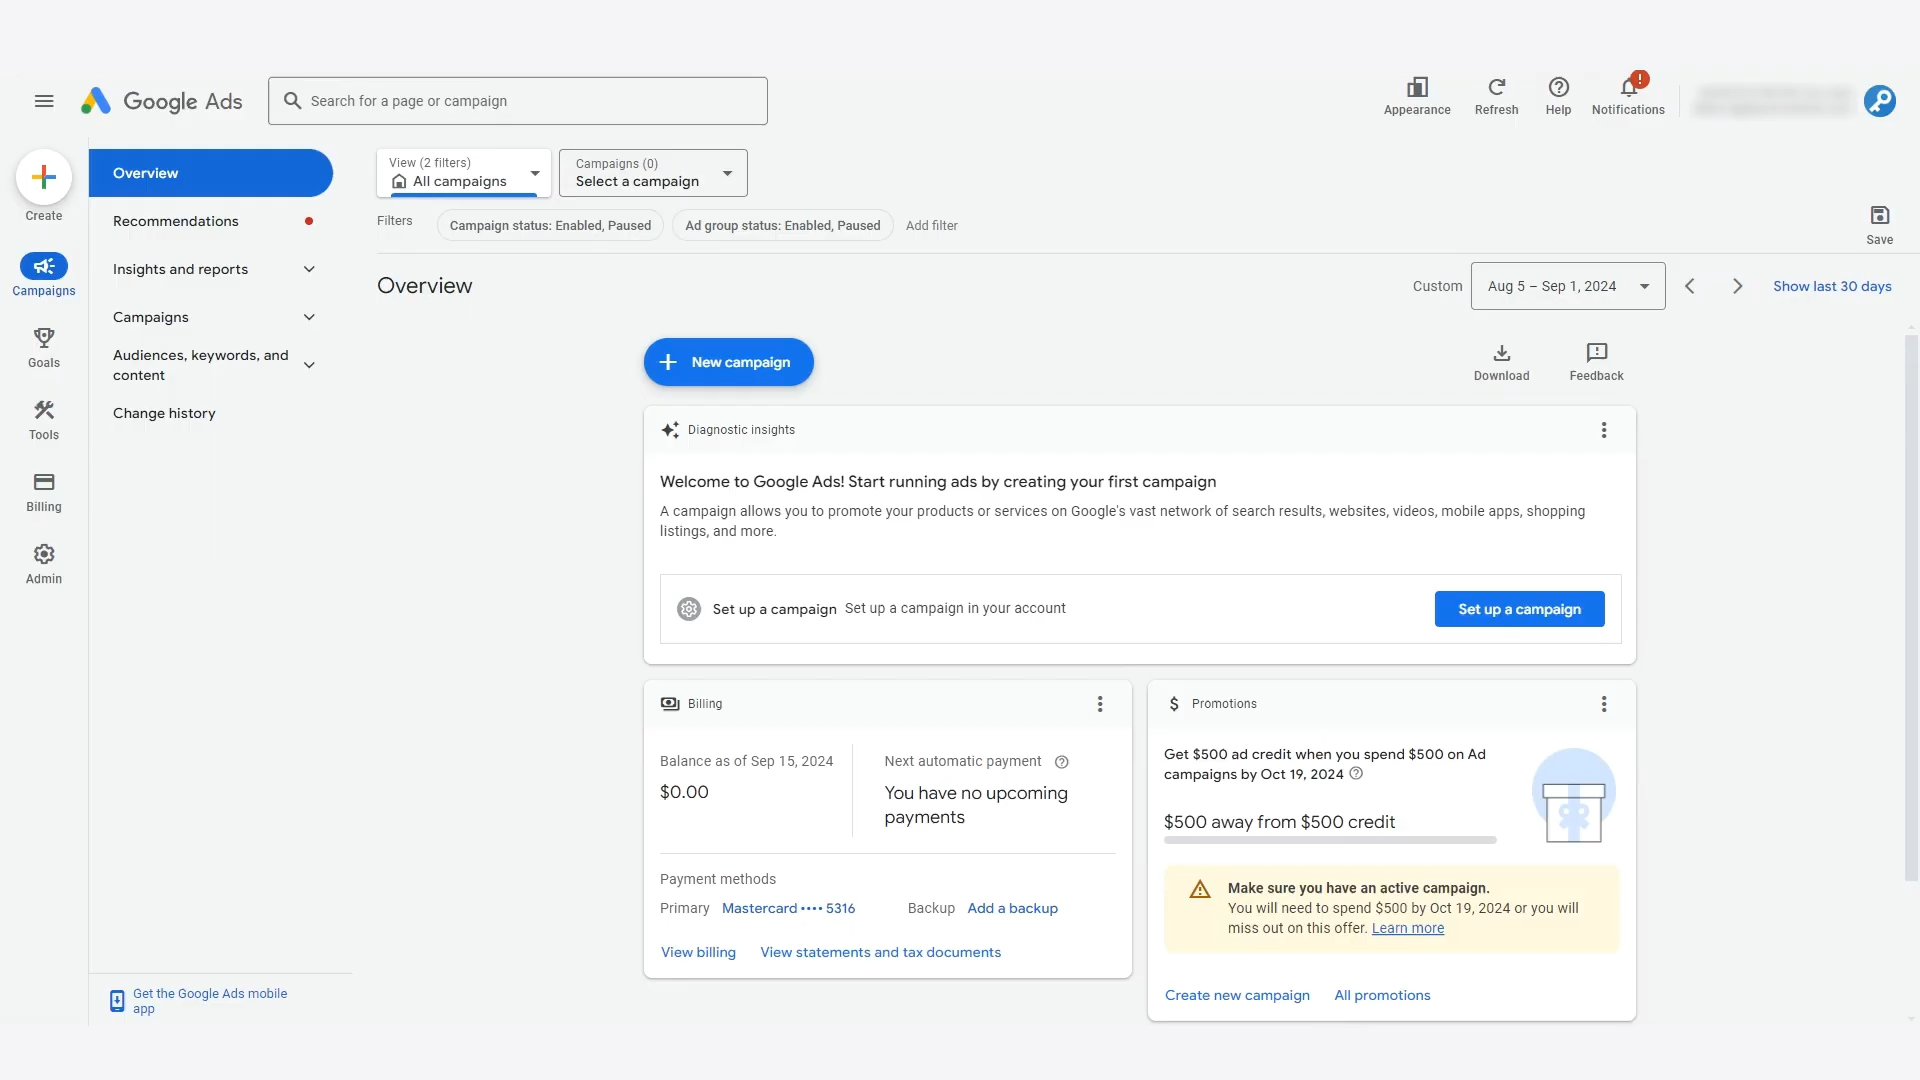 Google Ads
Search for a page or campaign
Appearance
Refresh
Help
Notifications
Create
Campaigns
Goals
Tools
Billing
Admin
Overview
Recommendations
Insights and reports
Campaigns
Audiences, keywords, and
content
Change history
Get the Google Ads mobile
app
View (2 filters)
All campaigns
Campaigns (0)
Select a campaign
Filters
Campaign status: Enabled, Paused
Ad group status: Enabled, Paused
Add filter
Save
Overview
Custom
Aug 5 – Sep 1, 2024
Show last 30 days
New campaign
Download
Feedback
Diagnostic insights
Welcome to Google Ads! Start running ads by creating your first campaign
A campaign allows you to promote your products or services on Google's vast network of search results, websites, videos, mobile apps, shopping
listings, and more.
Set up a campaign Set up a campaign in your account
Set up a campaign
Billing
Balance as of Sep 15, 2024
$0.00
Next automatic payment
You have no upcoming
payments
Payment methods
Primary Mastercard •••• 5316
Backup Add a backup
View billing
View statements and tax documents
Promotions
Get $500 ad credit when you spend $500 on Ad
campaigns by Oct 19, 2024
$500 away from $500 credit
Make sure you have an active campaign.
You will need to spend $500 by Oct 19, 2024 or you will
miss out on this offer. Learn more
Create new campaign
All promotions